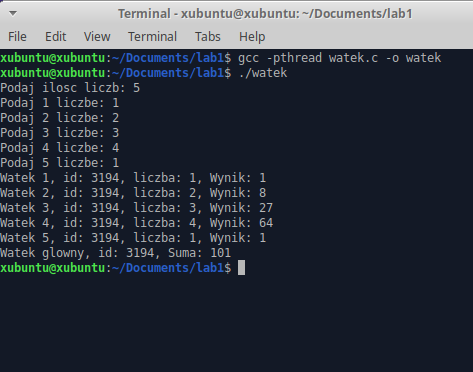 Terminal - xubuntu@xubuntu: ~/Documents/lab1
File Edit View Terminal Tabs Help
xubuntu@xubuntu:~/Documents/lab1$ gcc -pthread watek.c -o watek
xubuntu@xubuntu:~/Documents/lab1$ ./watek
Podaj ilosc liczb: 5
Podaj 1 liczbe: 1
Podaj 2 liczbe: 2
Podaj 3 liczbe: 3
Podaj 4 liczbe: 4
Podaj 5 liczbe: 1
Watek 1, id: 3194, liczba: 1, Wynik: 1
Watek 2, id: 3194, liczba: 2, Wynik: 8
Watek 3, id: 3194, liczba: 3, Wynik: 27
Watek 4, id: 3194, liczba: 4, Wynik: 64
Watek 5, id: 3194, liczba: 1, Wynik: 1
Watek glowny, id: 3194, Suma: 101
xubuntu@xubuntu:~/Documents/lab1$